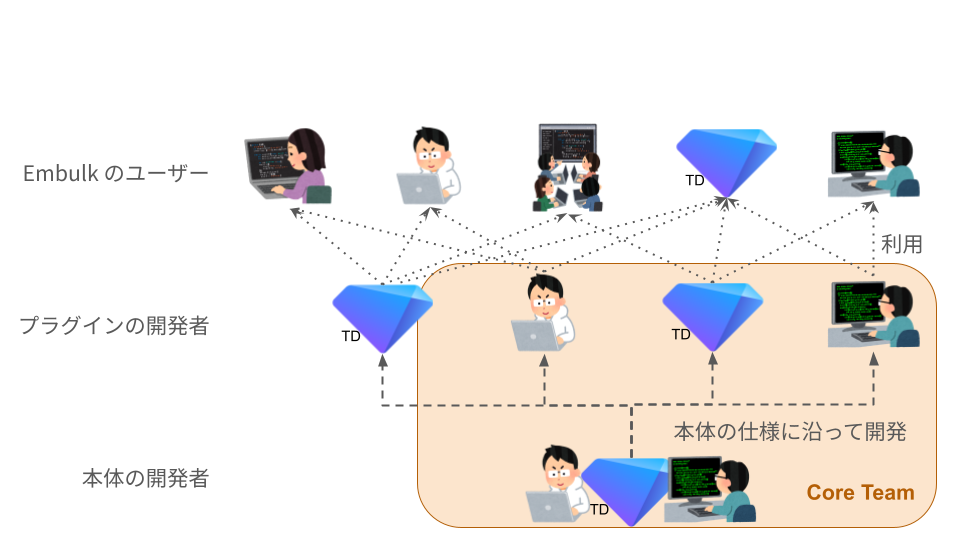 Embulk のユーザー
TD
利用
プラグインの開発者
TD
TD
本体の仕様に沿って開発
本体の開発者
TD
Core Team